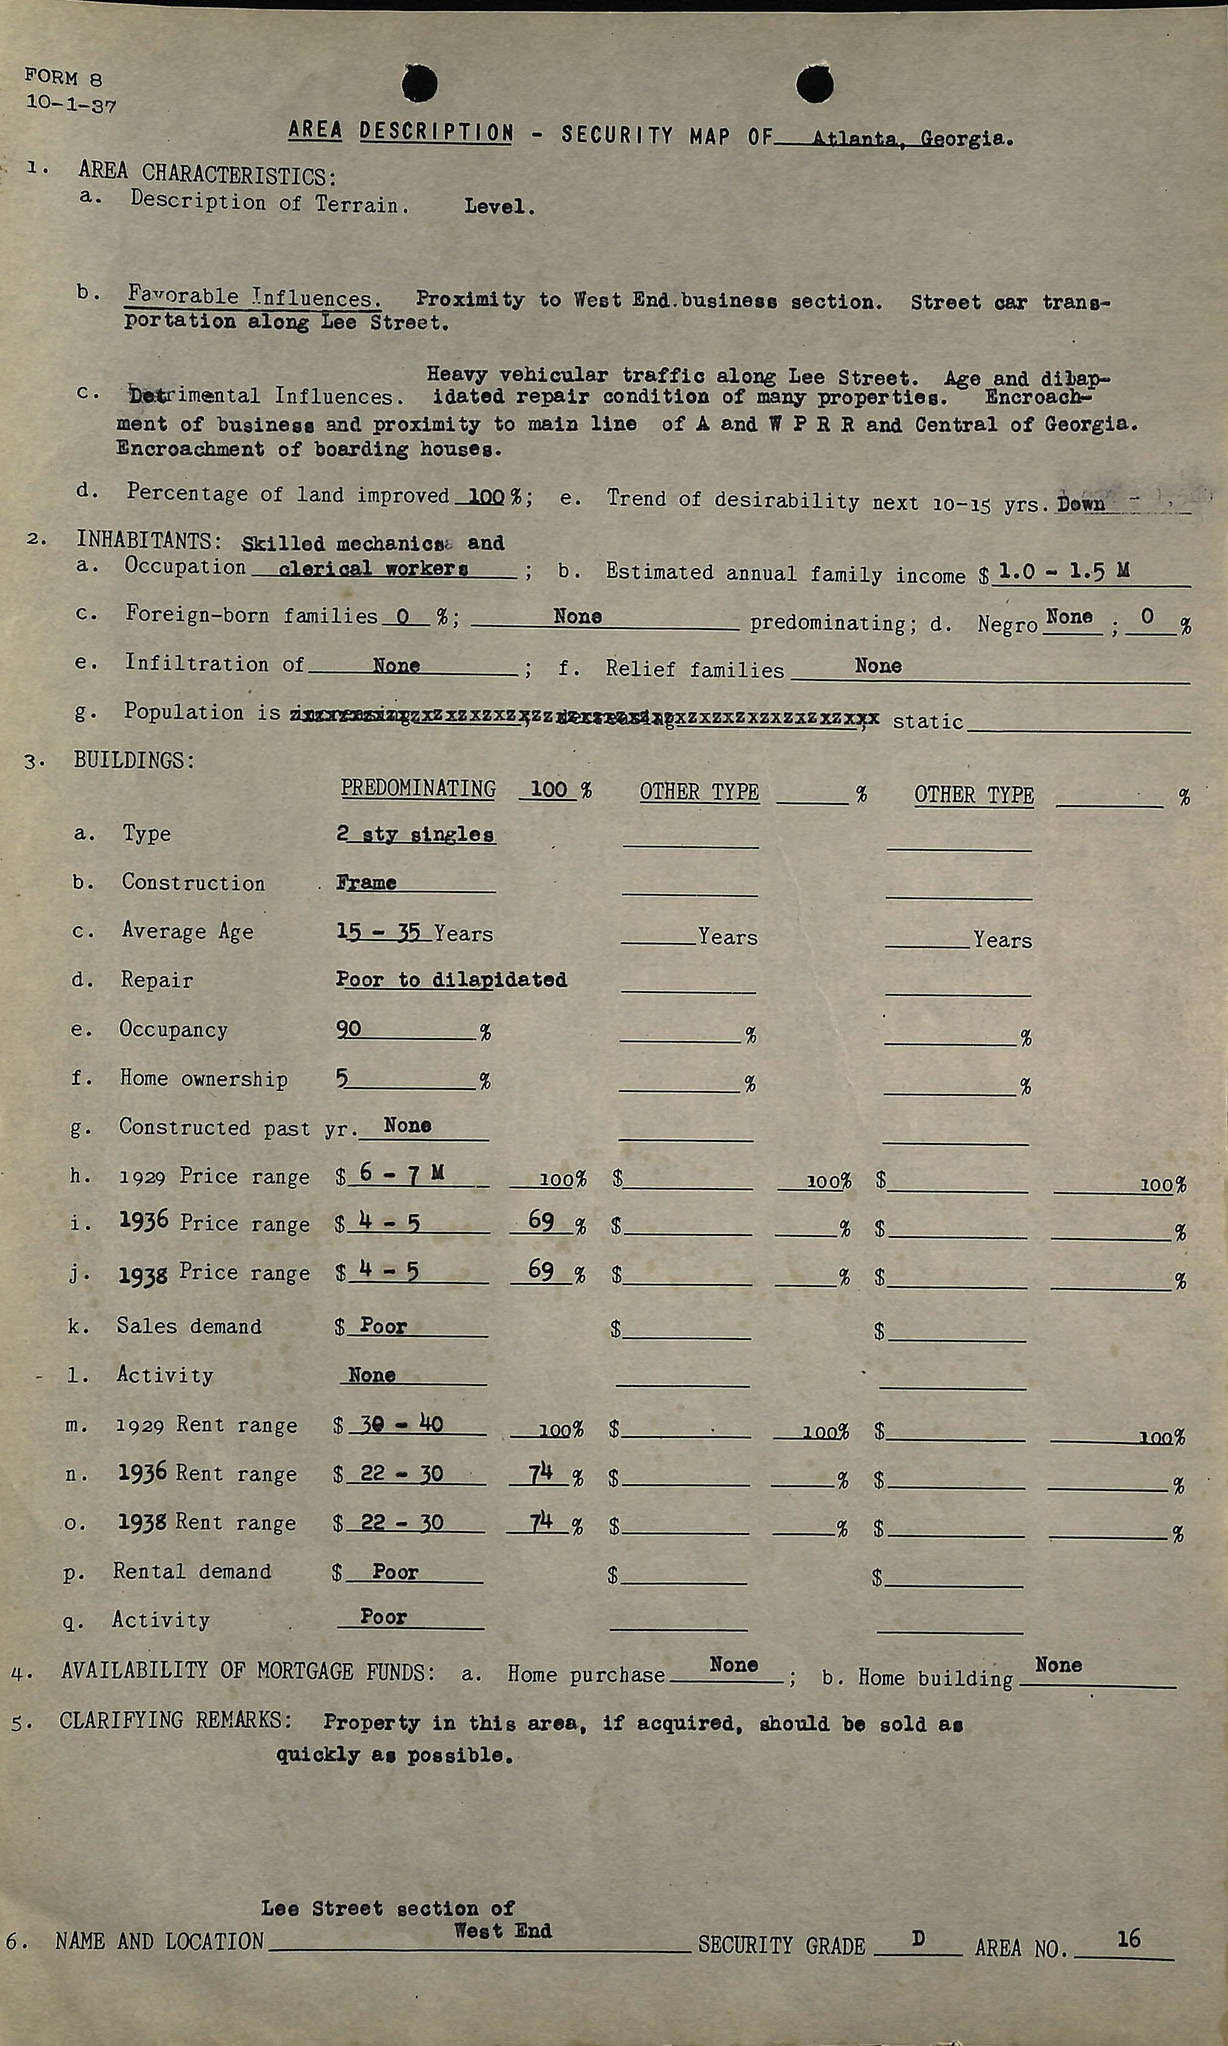 FORM 8
10-1-37
AREA DESCRIPTION - SECURITY MAP OF Atlanta, Georgia.
1. AREA CHARACTERISTICS:
a. Description of Terrain. Level.
b. Favorable Influences. Proximity to West End.business section. Street car trans-
portation along Lee Street.
Heavy vehicular traffic along Lee Street. Age and dilap-
c. Detrimental Influences. idated repair condition of many properties. Encroach-
ment of business and proximity to main line of A and W P R R and Central of Georgia.
Encroachment of boarding houses.
d. Percentage of land improved 100 %; e. Trend of desirability next 10-15 yrs. Down
2. INHABITANTS: Skilled mechanics and
a. Occupation clerical workers ; b. Estimated annual family income $ 1.0 - 1.5 M
c. Foreign-born families 0 %; None predominating; d. Negro None ; 0 %
e. Infiltration of None ; f. Relief families None
g. Population is static
3. BUILDINGS:
PREDOMINATING 100 % OTHER TYPE % OTHER TYPE %
a. Type 2 sty singles
b. Construction Frame
c. Average Age 15 - 35 Years Years Years
d. Repair Poor to dilapidated
e. Occupancy 90 % % %
f. Home ownership 5 % % %
g. Constructed past yr. None
h. 1929 Price range $ 6 - 7 M 100% $ 100% $ 100%
i. 1936 Price range $ 4 - 5 69 % $ % $ %
j. 1938 Price range $ 4 - 5 69 % $ % $ %
k. Sales demand $ Poor $ $
l. Activity None
m. 1929 Rent range $ 30 - 40 100% $ 100% $ 100%
n. 1936 Rent range $ 22 - 30 74 % $ % $ %
o. 1938 Rent range $ 22 - 30 74 % $ % $ %
p. Rental demand $ Poor $ $
q. Activity Poor
4. AVAILABILITY OF MORTGAGE FUNDS: a. Home purchase None ; b. Home building None
5. CLARIFYING REMARKS: Property in this area, if acquired, should be sold as
quickly as possible.
Lee Street section of
6. NAME AND LOCATION West End SECURITY GRADE D AREA NO. 16